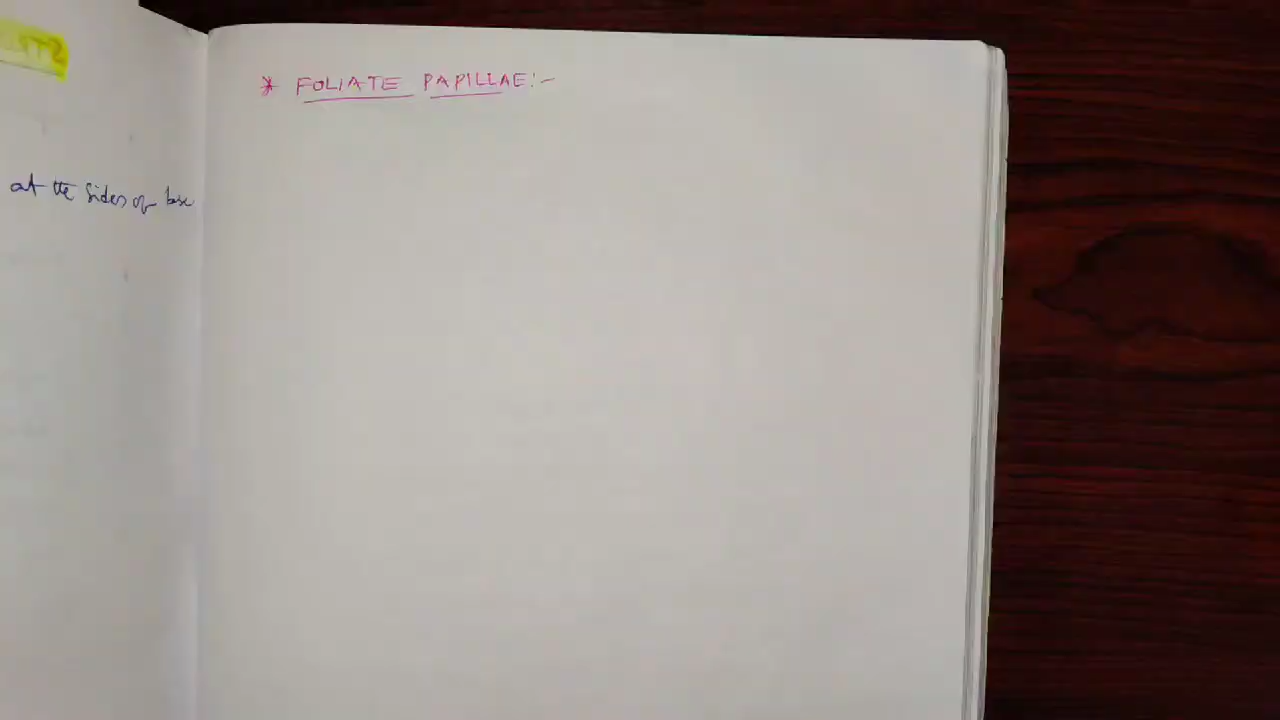 at the sides of base
* FOLIATE PAPILLAE:-